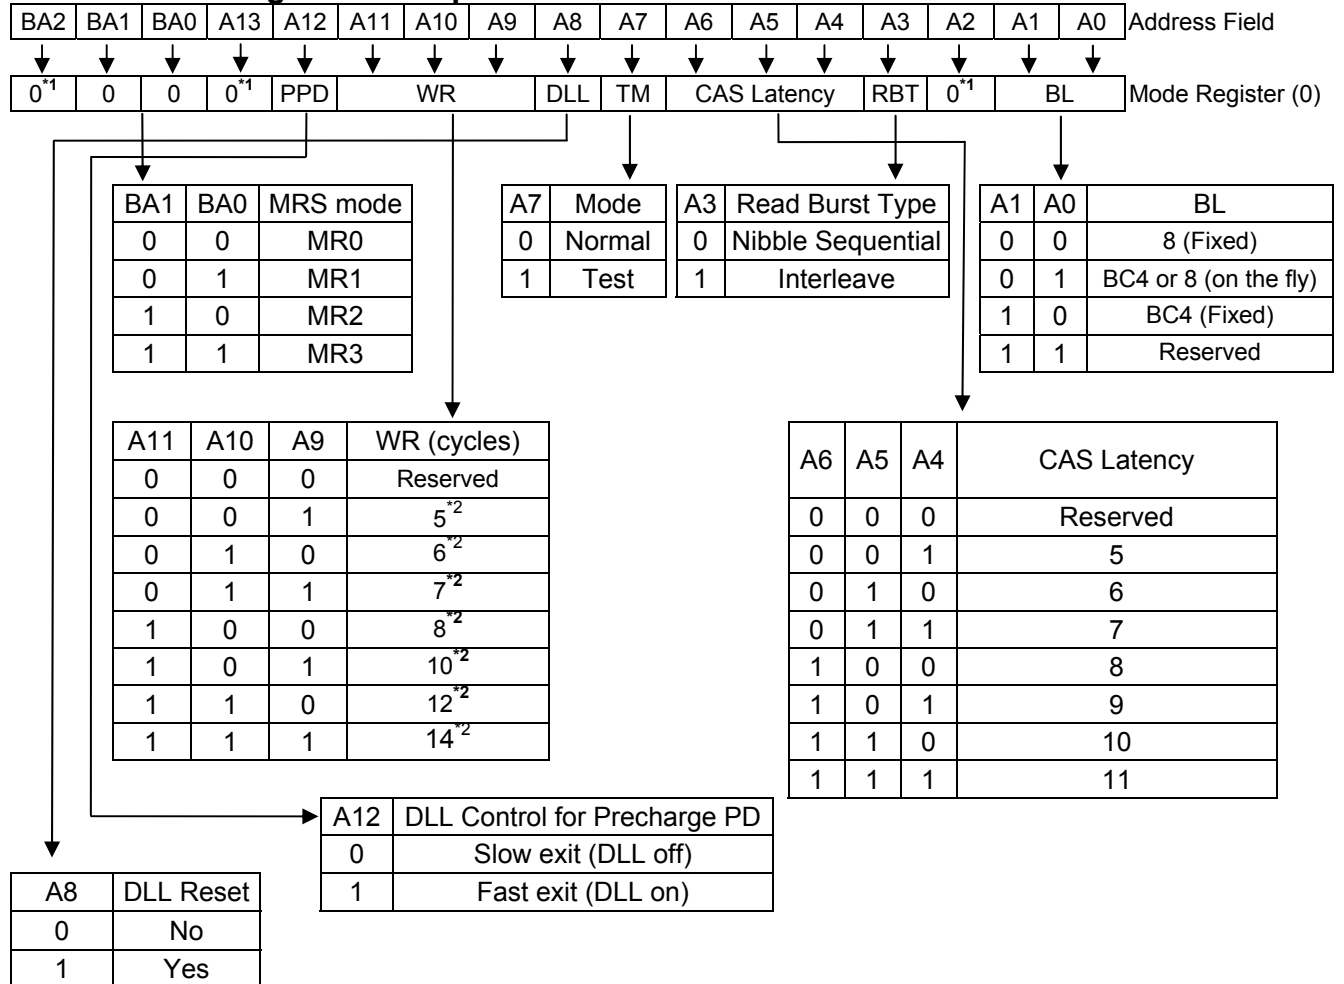 BA2 BA1 BA0 A13 A12 A11 A10 A9 A8 A7 A6 A5 A4 A3 A2 A1 A0 Address Field
0*1 0 0 0*1 PPD WR DLL TM CAS Latency RBT 0*1 BL Mode Register (0)
BA1 BA0 MRS mode
0 0 MR0
0 1 MR1
1 0 MR2
1 1 MR3
A7 Mode
0 Normal
1 Test
A3 Read Burst Type
0 Nibble Sequential
1 Interleave
A1 A0 BL
0 0 8 (Fixed)
0 1 BC4 or 8 (on the fly)
1 0 BC4 (Fixed)
1 1 Reserved
A11 A10 A9 WR (cycles)
0 0 0 Reserved
0 0 1 5*2
0 1 0 6*2
0 1 1 7*2
1 0 0 8*2
1 0 1 10*2
1 1 0 12*2
1 1 1 14*2
A6 A5 A4 CAS Latency
0 0 0 Reserved
0 0 1 5
0 1 0 6
0 1 1 7
1 0 0 8
1 0 1 9
1 1 0 10
1 1 1 11
A12 DLL Control for Precharge PD
0 Slow exit (DLL off)
1 Fast exit (DLL on)
A8 DLL Reset
0 No
1 Yes